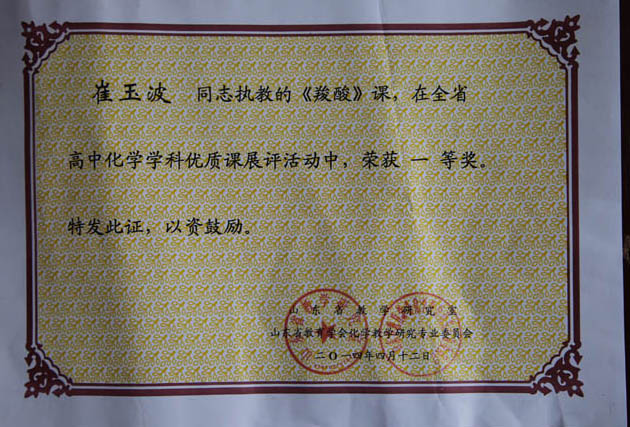 崔玉波 同志执教的《羧酸》课，在全省
高中化学学科优质课展评活动中，荣获 一 等奖。
特发此证，以资鼓励。
山东省教学研究室
山东省教育学会化学教学研究专业委员会
二〇一四年四月十二日